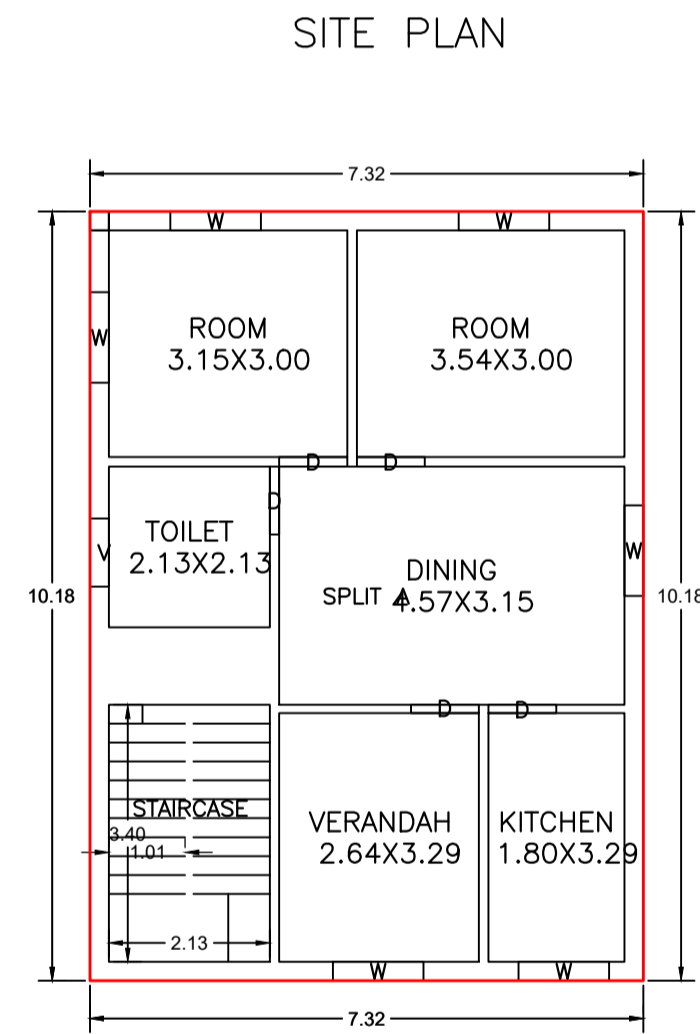 SITE PLAN
7.32
W
W
ROOM
3.15X3.00
ROOM
3.54X3.00
W
D
D
D
TOILET
2.13X2.13
V
DINING
4.57X3.15
SPLIT A
W
10.18
10.18
D
D
STAIRCASE
3.40
1.01
2.13
VERANDAH
2.64X3.29
KITCHEN
1.80X3.29
W
W
7.32